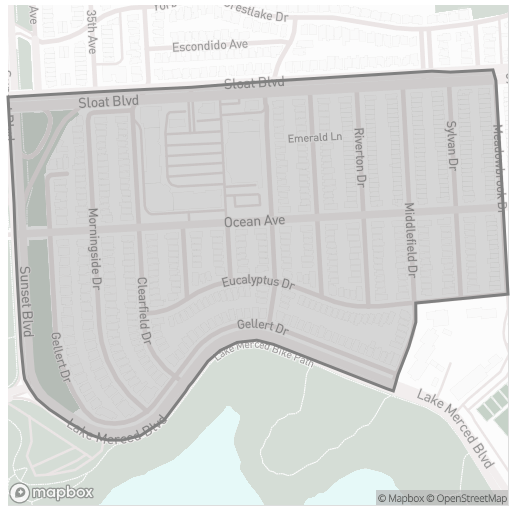 restlake Dr
35th Ave
Escondido Ave
Sloat Blvd
Sloat Blvd
Emerald Ln
Riverton Dr
Sylvan Dr
Meadowbrook Dr
Morningside Dr
Ocean Ave
Middlefield Dr
Sunset Blvd
Clearfield Dr
Eucalyptus Dr
Gellert Dr
Gellert Dr
Lake Merced Bike Path
Lake Merced Blvd
Lake Merced Blvd
mapbox
© Mapbox © OpenStreetMap